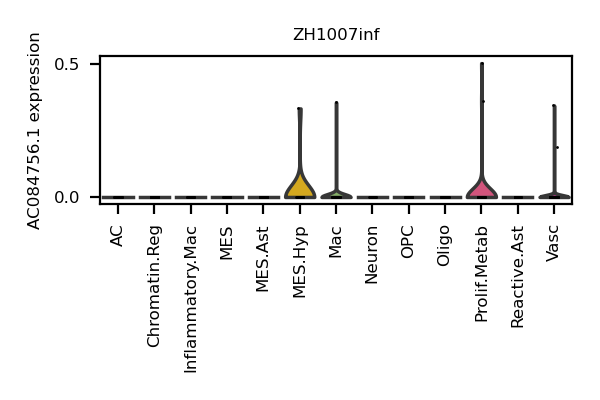 ZH1007inf
AC084756.1 expression
0.5
0.0
AC
Chromatin.Reg
Inflammatory.Mac
MES
MES.Ast
MES.Hyp
Mac
Neuron
OPC
Oligo
Prolif.Metab
Reactive.Ast
Vasc